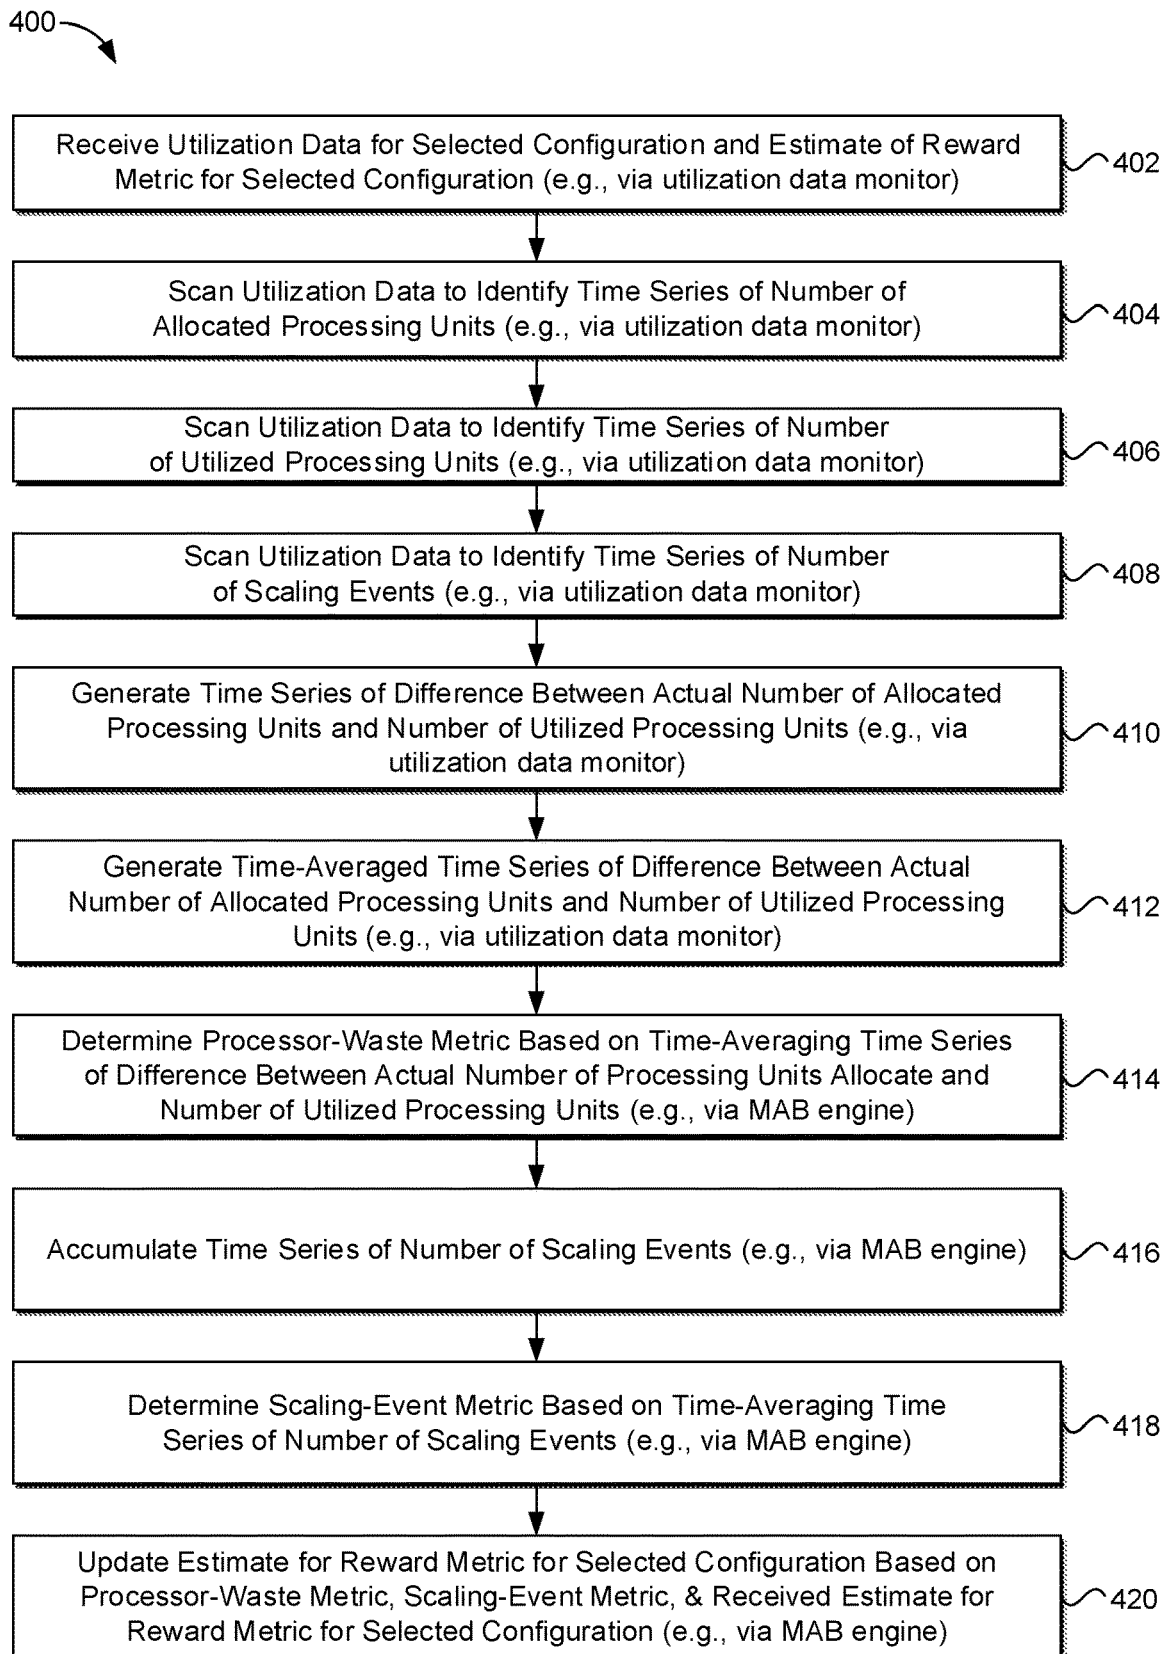 400
Receive Utilization Data for Selected Configuration and Estimate of Reward
Metric for Selected Configuration (e.g., via utilization data monitor)
402
Scan Utilization Data to Identify Time Series of Number of
Allocated Processing Units (e.g., via utilization data monitor)
404
Scan Utilization Data to Identify Time Series of Number
of Utilized Processing Units (e.g., via utilization data monitor)
406
Scan Utilization Data to Identify Time Series of Number
of Scaling Events (e.g., via utilization data monitor)
408
Generate Time Series of Difference Between Actual Number of Allocated
Processing Units and Number of Utilized Processing Units (e.g., via
utilization data monitor)
410
Generate Time-Averaged Time Series of Difference Between Actual
Number of Allocated Processing Units and Number of Utilized Processing
Units (e.g., via utilization data monitor)
412
Determine Processor-Waste Metric Based on Time-Averaging Time Series
of Difference Between Actual Number of Processing Units Allocate and
Number of Utilized Processing Units (e.g., via MAB engine)
414
Accumulate Time Series of Number of Scaling Events (e.g., via MAB engine)
416
Determine Scaling-Event Metric Based on Time-Averaging Time
Series of Number of Scaling Events (e.g., via MAB engine)
418
Update Estimate for Reward Metric for Selected Configuration Based on
Processor-Waste Metric, Scaling-Event Metric, & Received Estimate for
Reward Metric for Selected Configuration (e.g., via MAB engine)
420